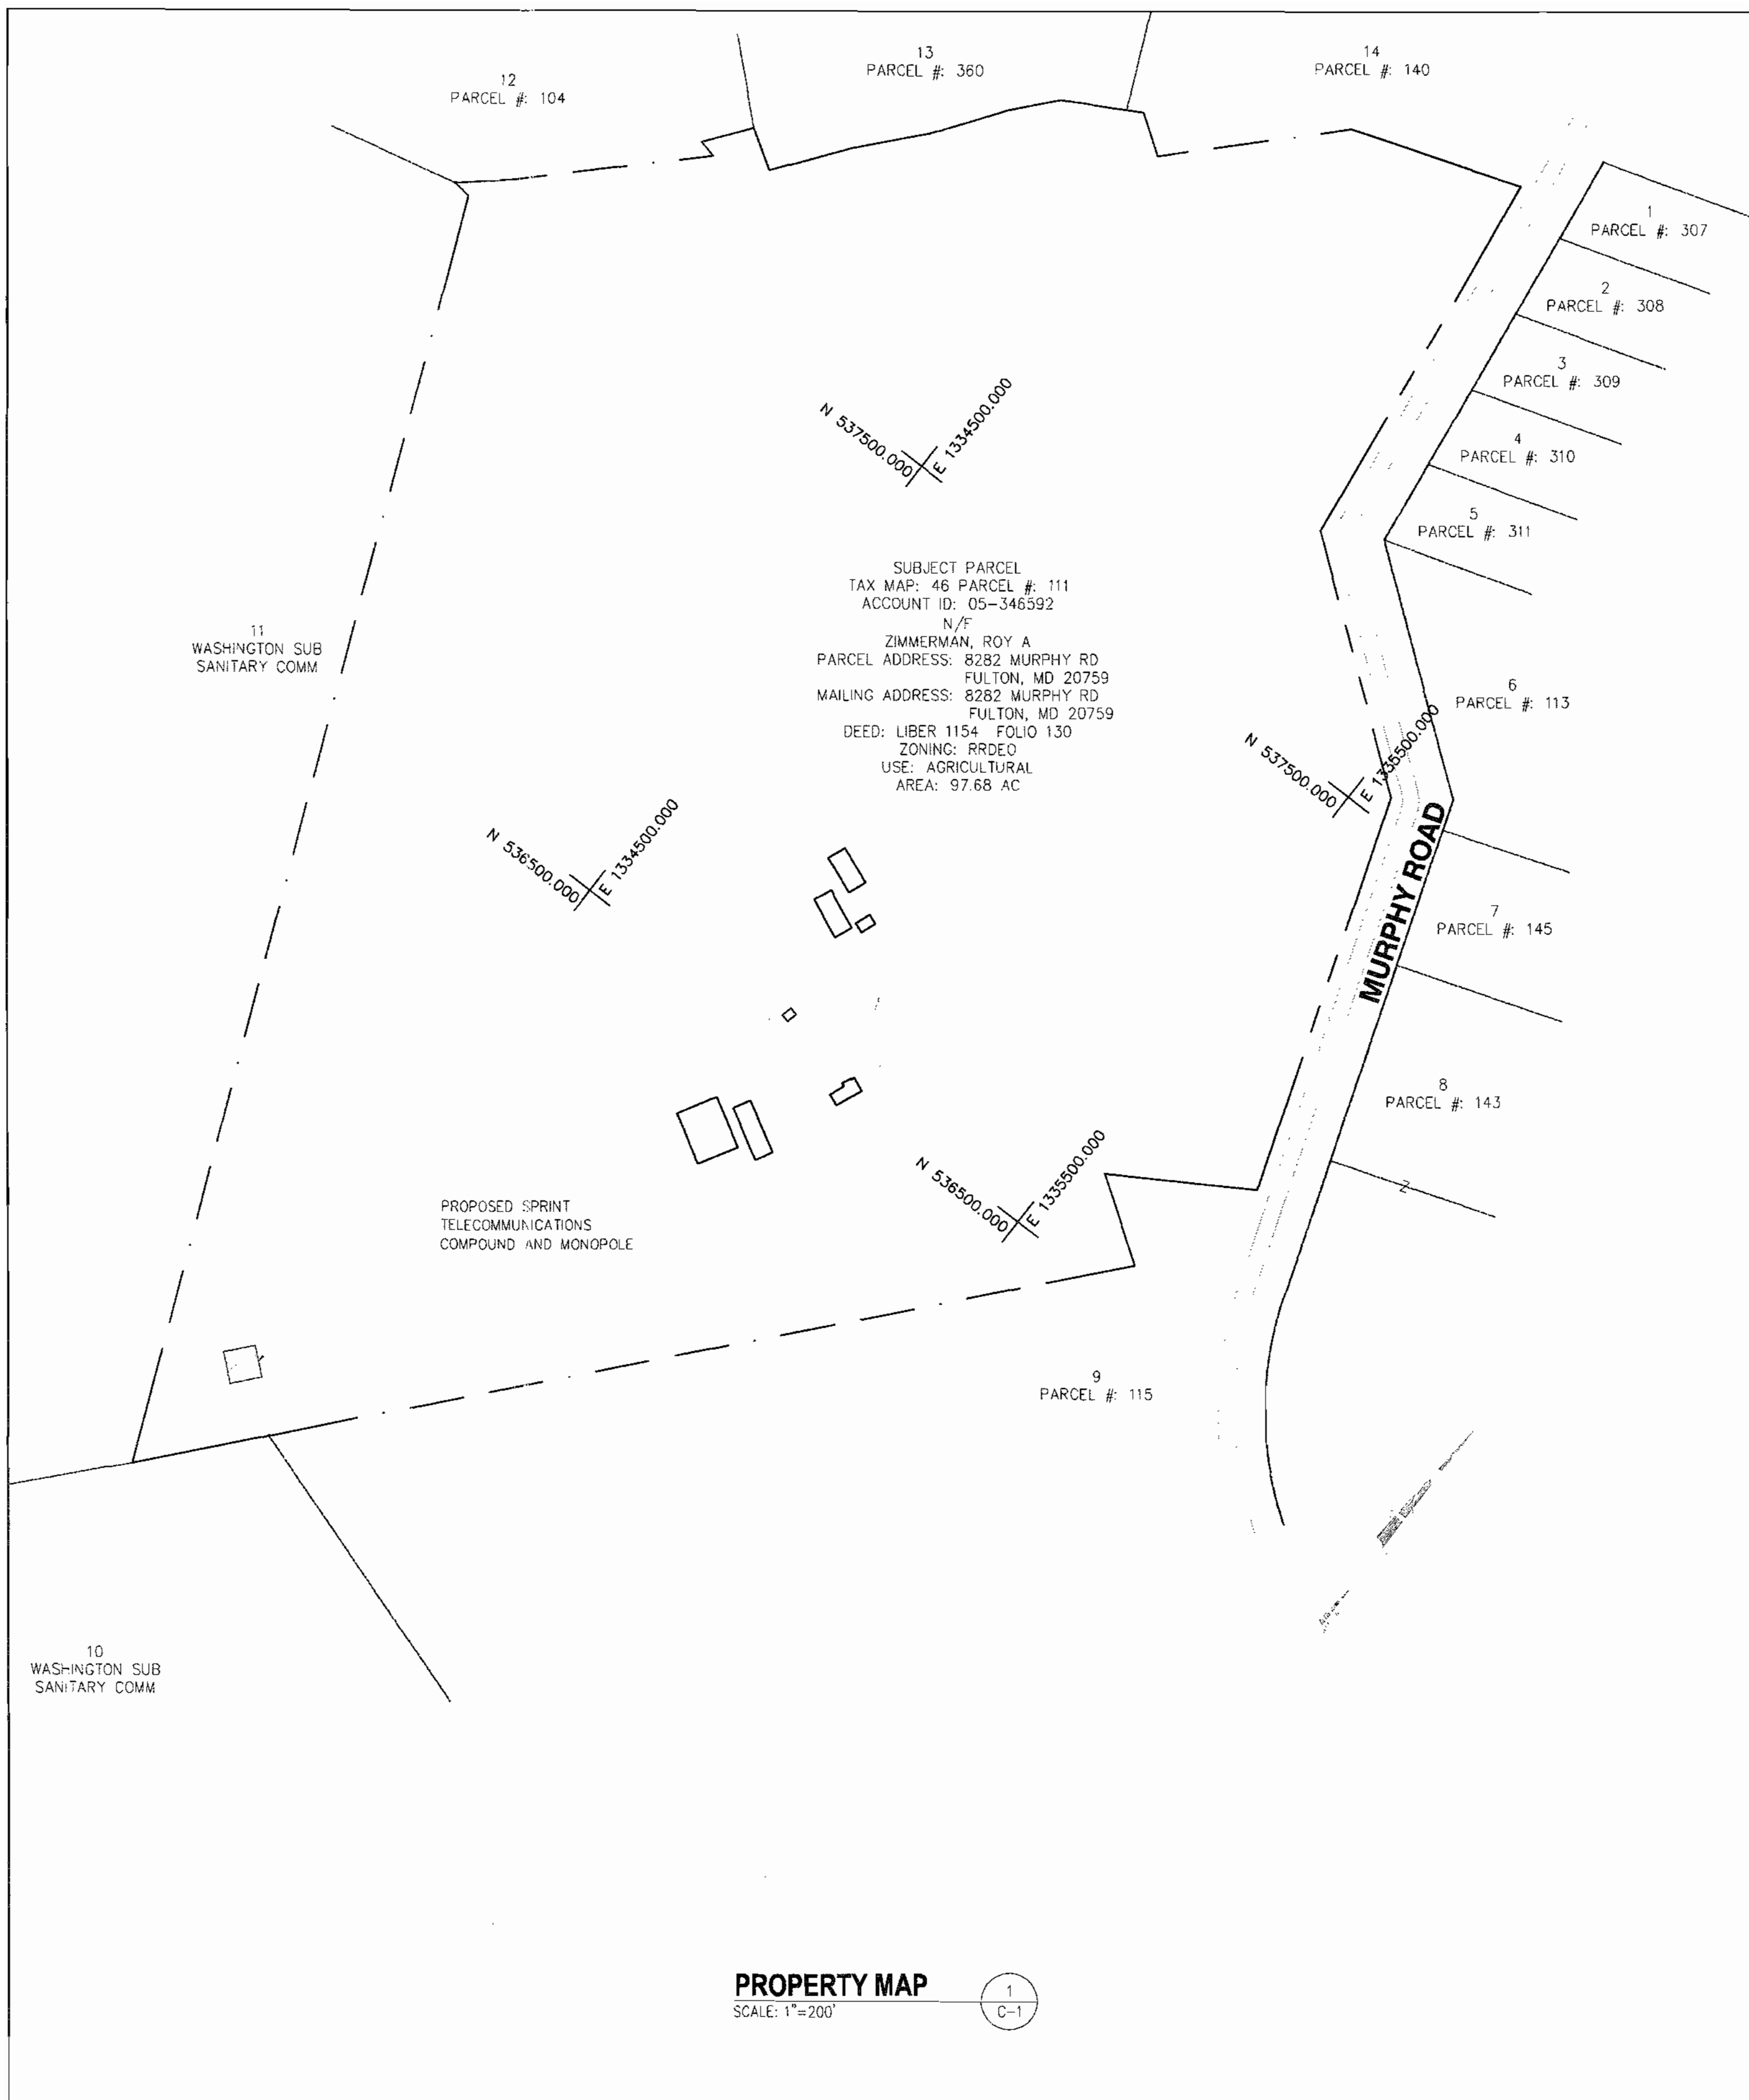 12
PARCEL #: 104
13
PARCEL #: 360
14
PARCEL #: 140
1
PARCEL #: 307
2
PARCEL #: 308
3
PARCEL #: 309
4
PARCEL #: 310
5
PARCEL #: 311
N 537500.000
E 1334500.000
SUBJECT PARCEL
TAX MAP: 46 PARCEL #: 111
ACCOUNT ID: 05-346592
N/F
ZIMMERMAN, ROY A
PARCEL ADDRESS: 8282 MURPHY RD
FULTON, MD 20759
MAILING ADDRESS: 8282 MURPHY RD
FULTON, MD 20759
DEED: LIBER 1154 FOLIO 130
ZONING: RRDEO
USE: AGRICULTURAL
AREA: 97.68 AC
11
WASHINGTON SUB
SANITARY COMM
6
PARCEL #: 113
N 537500.000
E 1335500.000
MURPHY ROAD
N 536500.000
E 1334500.000
7
PARCEL #: 145
8
PARCEL #: 143
Z
N 536500.000
E 1335500.000
PROPOSED SPRINT
TELECOMMUNICATIONS
COMPOUND AND MONOPOLE
9
PARCEL #: 115
10
WASHINGTON SUB
SANITARY COMM
PROPERTY MAP
SCALE: 1"=200'
1
C-1